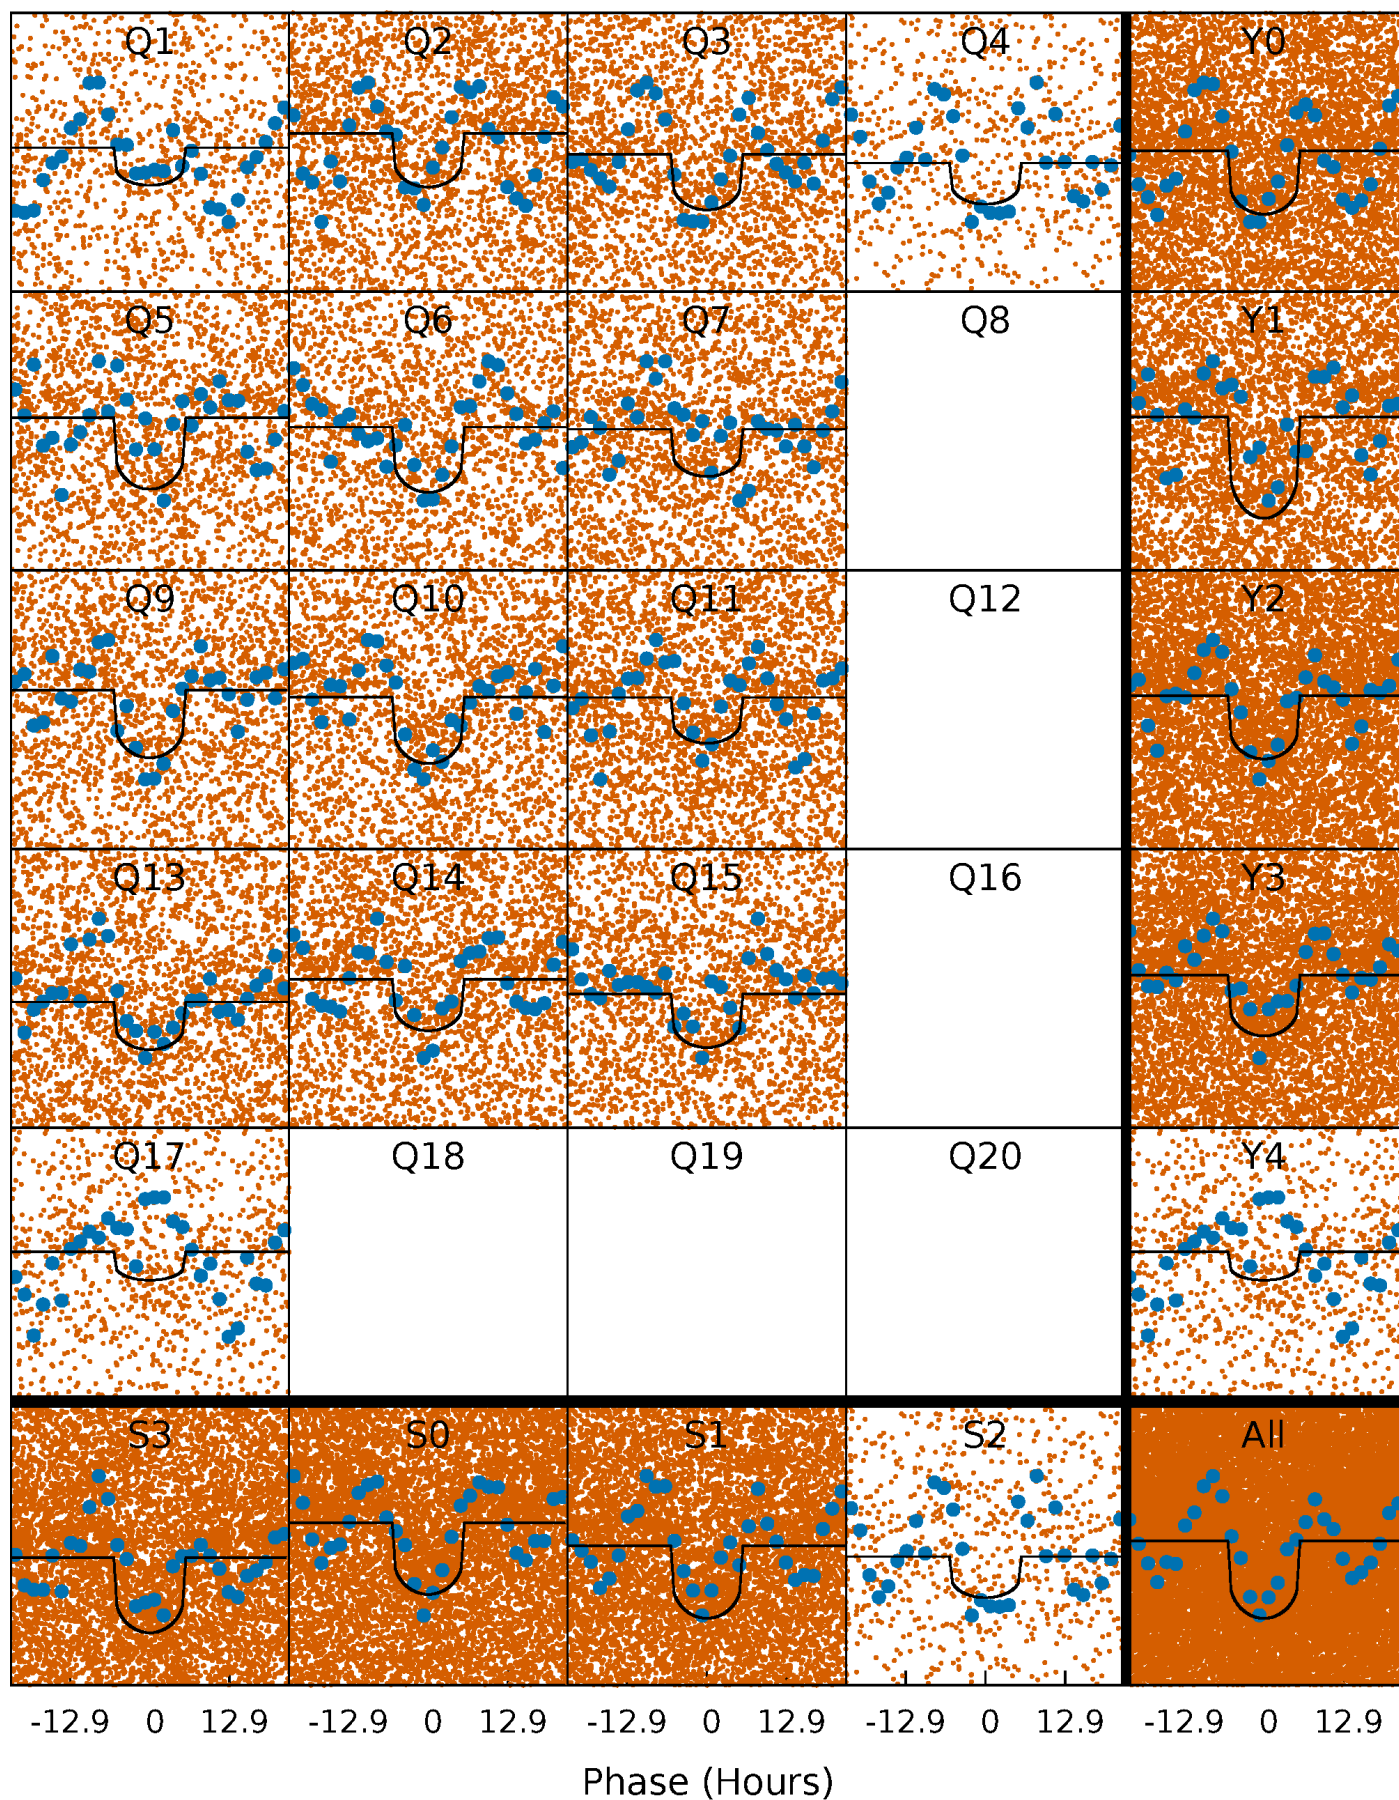 Q1 Q2 Q3 Q4 Y0
Q5 Q6 Q7 Q8 Y1
Q9 Q10 Q11 Q12 Y2
Q13 Q14 Q15 Q16 Y3
Q17 Q18 Q19 Q20 Y4
S3 S0 S1 S2 All
-12.9 0 12.9 -12.9 0 12.9 -12.9 0 12.9 -12.9 0 12.9 -12.9 0 12.9
Phase (Hours)